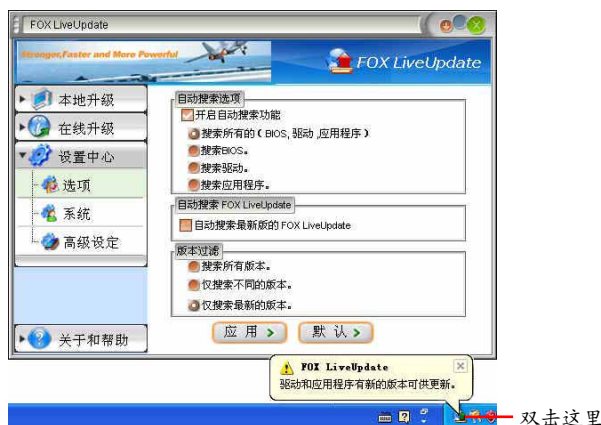 FOX LiveUpdate
Stronger,Faster and More Powerful
FOX LiveUpdate
本地升级
在线升级
设置中心
选项
系统
高级设定
关于和帮助
自动搜索选项
开启自动搜索功能
搜索所有的 ( BIOS, 驱动 ,应用程序 )
搜索BIOS。
搜索驱动。
搜索应用程序。
自动搜索 FOX LiveUpdate
自动搜索最新版的 FOX LiveUpdate
版本过滤
搜索所有版本。
仅搜索不同的版本。
仅搜索最新的版本。
应 用
默 认
FOX LiveUpdate
驱动和应用程序有新的版本可供更新。
双击这里